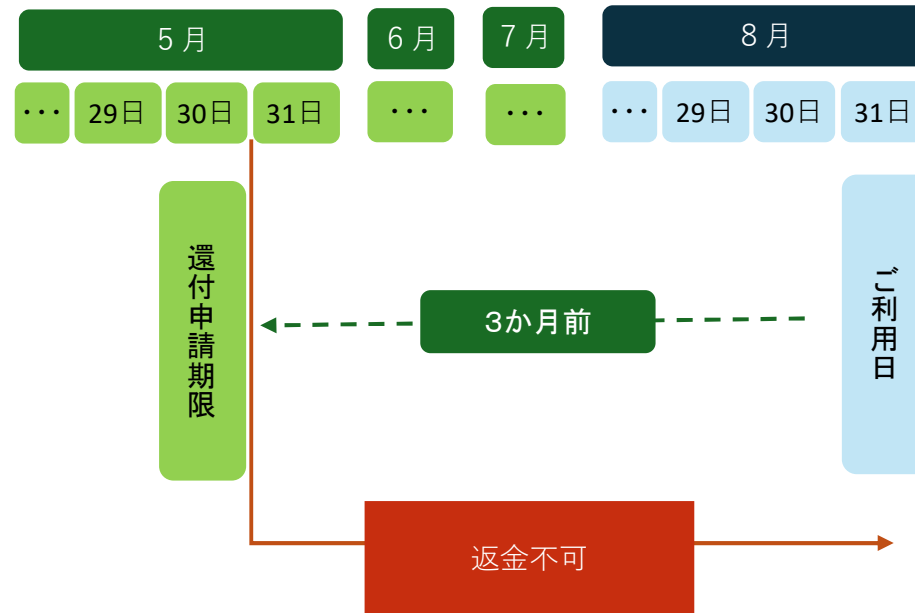 5月 6月 7月 8月
… 29日 30日 31日 … … … 29日 30日 31日
還付申請期限
3か月前
ご利用日
返金不可